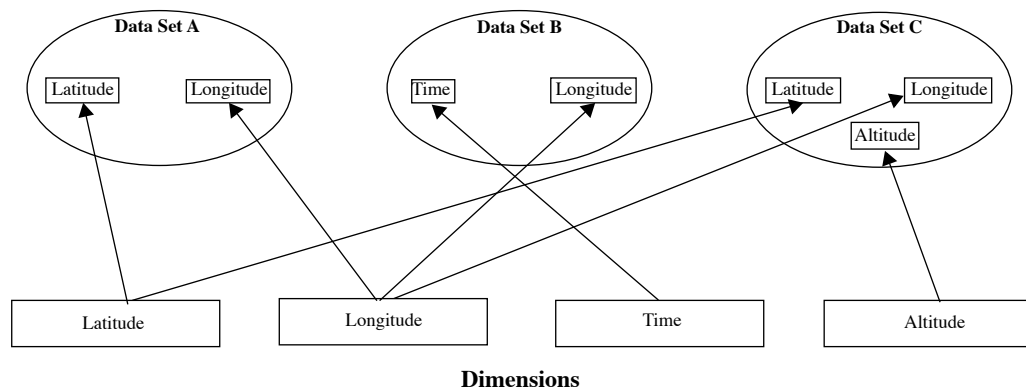 Data Set A
Data Set B
Data Set C
Latitude
Longitude
Time
Longitude
Latitude
Longitude
Altitude
Latitude
Longitude
Time
Altitude
Dimensions